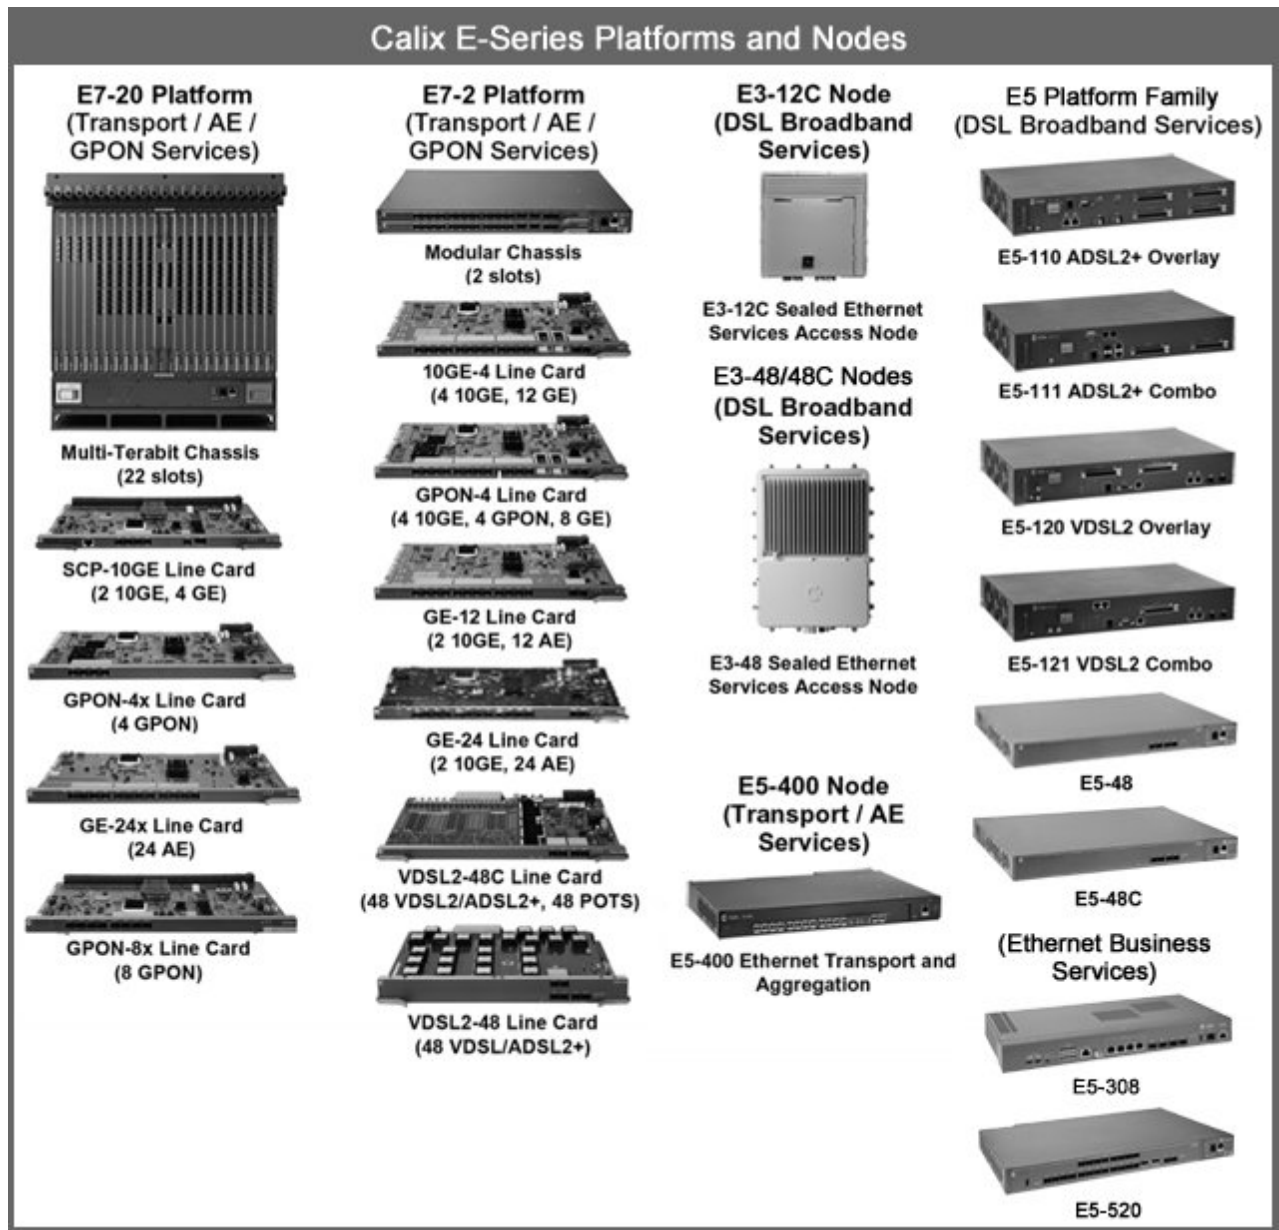 Calix E-Series Platforms and Nodes
E7-20 Platform
(Transport / AE /
GPON Services)
Multi-Terabit Chassis
(22 slots)
SCP-10GE Line Card
(2 10GE, 4 GE)
GPON-4x Line Card
(4 GPON)
GE-24x Line Card
(24 AE)
GPON-8x Line Card
(8 GPON)
E7-2 Platform
(Transport / AE /
GPON Services)
Modular Chassis
(2 slots)
10GE-4 Line Card
(4 10GE, 12 GE)
GPON-4 Line Card
(4 10GE, 4 GPON, 8 GE)
GE-12 Line Card
(2 10GE, 12 AE)
GE-24 Line Card
(2 10GE, 24 AE)
VDSL2-48C Line Card
(48 VDSL2/ADSL2+, 48 POTS)
VDSL2-48 Line Card
(48 VDSL/ADSL2+)
E3-12C Node
(DSL Broadband
Services)
E3-12C Sealed Ethernet
Services Access Node
E3-48/48C Nodes
(DSL Broadband
Services)
E3-48 Sealed Ethernet
Services Access Node
E5-400 Node
(Transport / AE
Services)
E5-400 Ethernet Transport and
Aggregation
E5 Platform Family
(DSL Broadband Services)
E5-110 ADSL2+ Overlay
E5-111 ADSL2+ Combo
E5-120 VDSL2 Overlay
E5-121 VDSL2 Combo
E5-48
E5-48C
(Ethernet Business
Services)
E5-308
E5-520